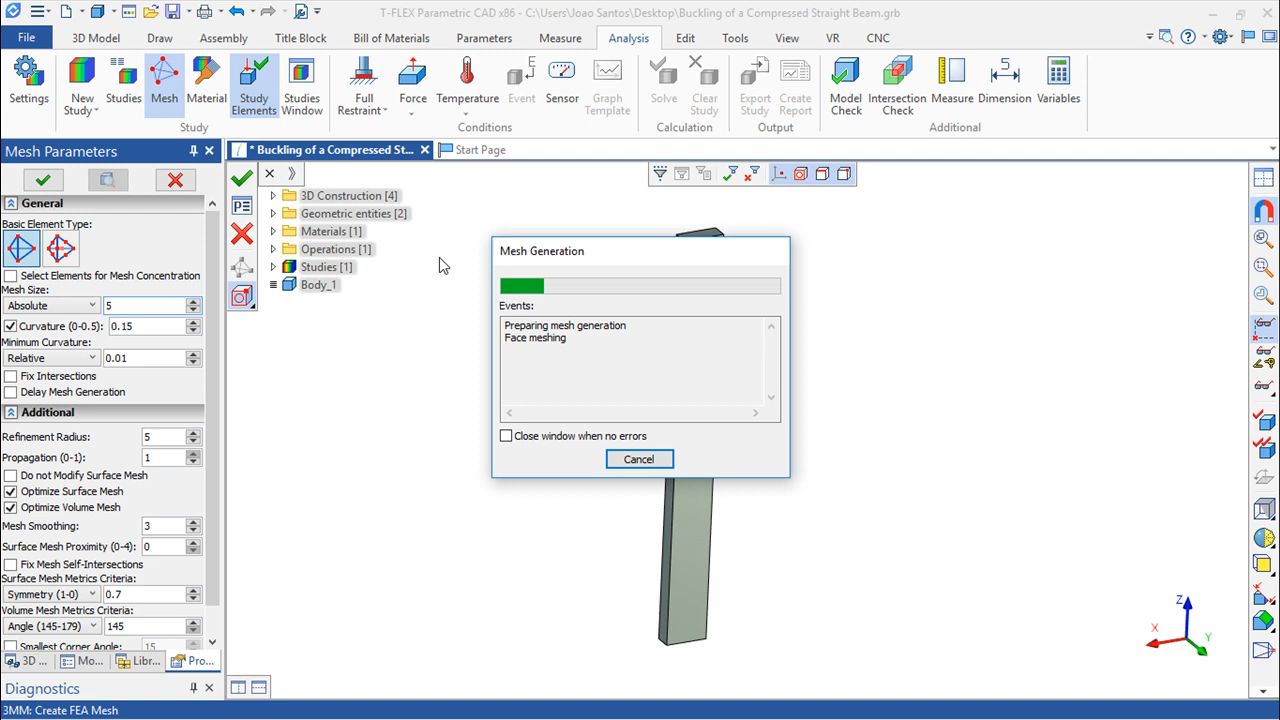 T-FLEX Parametric CAD x86 - C:\Users\Joao Santos\Desktop\Buckling of a Compressed Straight Beam.grb
File
3D Model
Draw
Assembly
Title Block
Bill of Materials
Parameters
Measure
Analysis
Edit
Tools
View
VR
CNC
Settings
New Study
Studies
Mesh
Material
Study Elements
Studies Window
Full Restraint
Force
Temperature
Event
Sensor
Graph Template
Solve
Clear Study
Export Study
Create Report
Model Check
Intersection Check
Measure
Dimension
Variables
Study
Conditions
Calculation
Output
Additional
Mesh Parameters
* Buckling of a Compressed St...
Start Page
General
Basic Element Type:
Select Elements for Mesh Concentration
Mesh Size:
Absolute 5
Curvature (0-0.5): 0.15
Minimum Curvature:
Relative 0.01
Fix Intersections
Delay Mesh Generation
Additional
Refinement Radius: 5
Propagation (0-1): 1
Do not Modify Surface Mesh
Optimize Surface Mesh
Optimize Volume Mesh
Mesh Smoothing: 3
Surface Mesh Proximity (0-4): 0
Fix Mesh Self-Intersections
Surface Mesh Metrics Criteria:
Symmetry (1-0) 0.7
Volume Mesh Metrics Criteria:
Angle (145-179) 145
Smallest Corner Angle: 15
3D ...
Mo...
Libr...
Pro...
Diagnostics
3MM: Create FEA Mesh
3D Construction [4]
Geometric entities [2]
Materials [1]
Operations [1]
Studies [1]
Body_1
Mesh Generation
Events:
Preparing mesh generation
Face meshing
Close window when no errors
Cancel
Z
X
Y